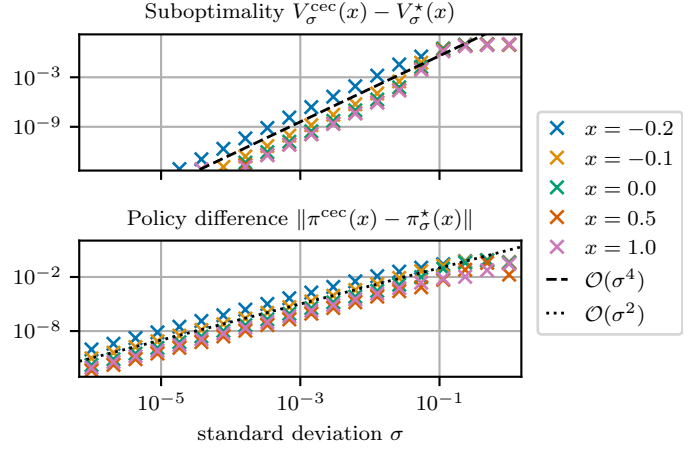 Suboptimality $V_\sigma^{\mathrm{cec}}(x) - V_\sigma^\star(x)$
$10^{-3}$
$10^{-9}$
Policy difference $\|\pi^{\mathrm{cec}}(x) - \pi_\sigma^\star(x)\|$
$10^{-2}$
$10^{-8}$
$10^{-5}$ $10^{-3}$ $10^{-1}$
standard deviation $\sigma$
$x = -0.2$
$x = -0.1$
$x = 0.0$
$x = 0.5$
$x = 1.0$
$\mathcal{O}(\sigma^4)$
$\mathcal{O}(\sigma^2)$